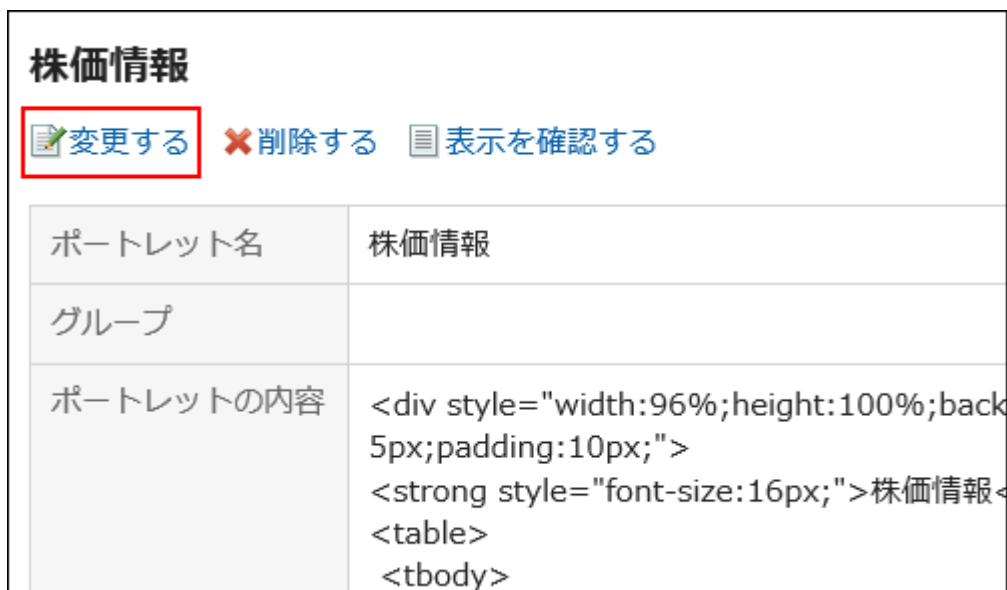 株価情報
変更する 削除する 表示を確認する
ポートレット名 株価情報
グループ
ポートレットの内容 <div style="width:96%;height:100%;back
5px;padding:10px;">
<strong style="font-size:16px;">株価情報<
<table>
<tbody>